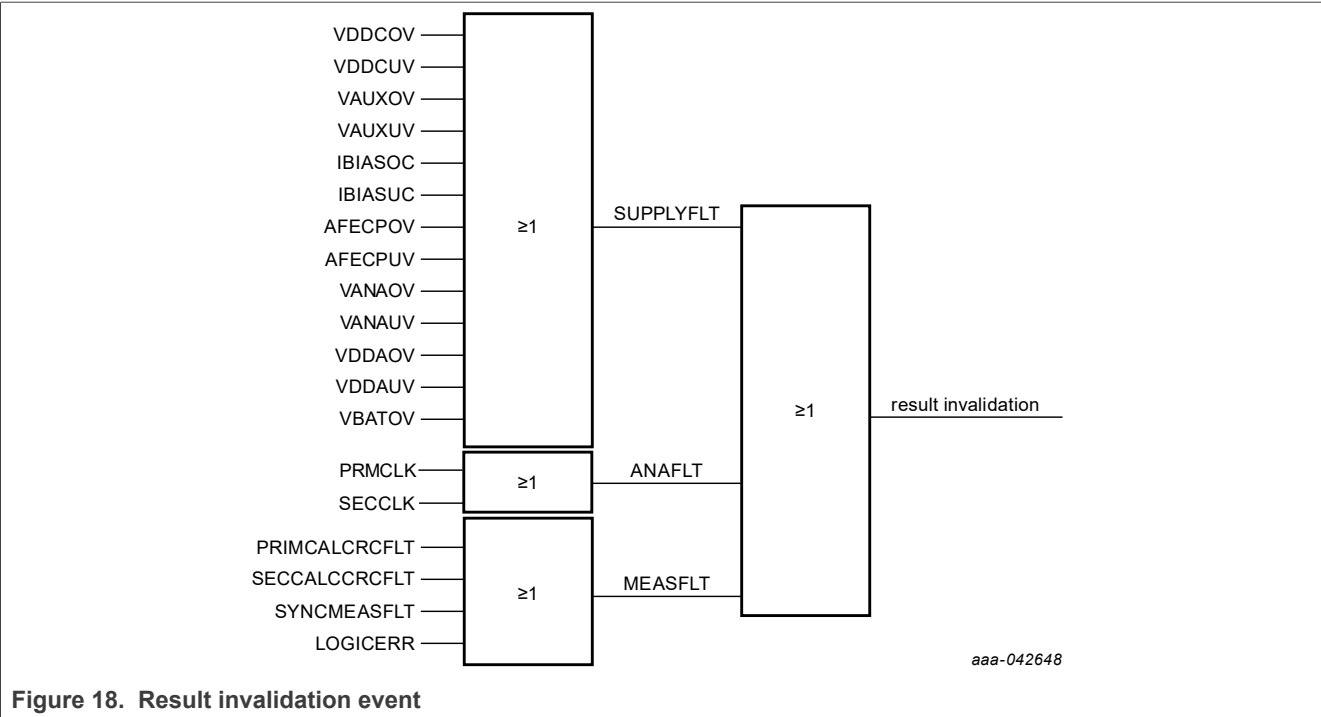 VDDCOV
VDDCUV
VAUXOV
VAUXUV
IBIASOC
IBIASUC
AFECPOV
AFECPUV
VANAOV
VANAUV
VDDAOV
VDDAUV
VBATOV
≥1
SUPPLYFLT
PRMCLK
SECCLK
≥1
ANAFLT
PRIMCALCRCFLT
SECCALCCRCFLT
SYNCMEASFLT
LOGICERR
≥1
MEASFLT
≥1
result invalidation
aaa-042648
Figure 18. Result invalidation event